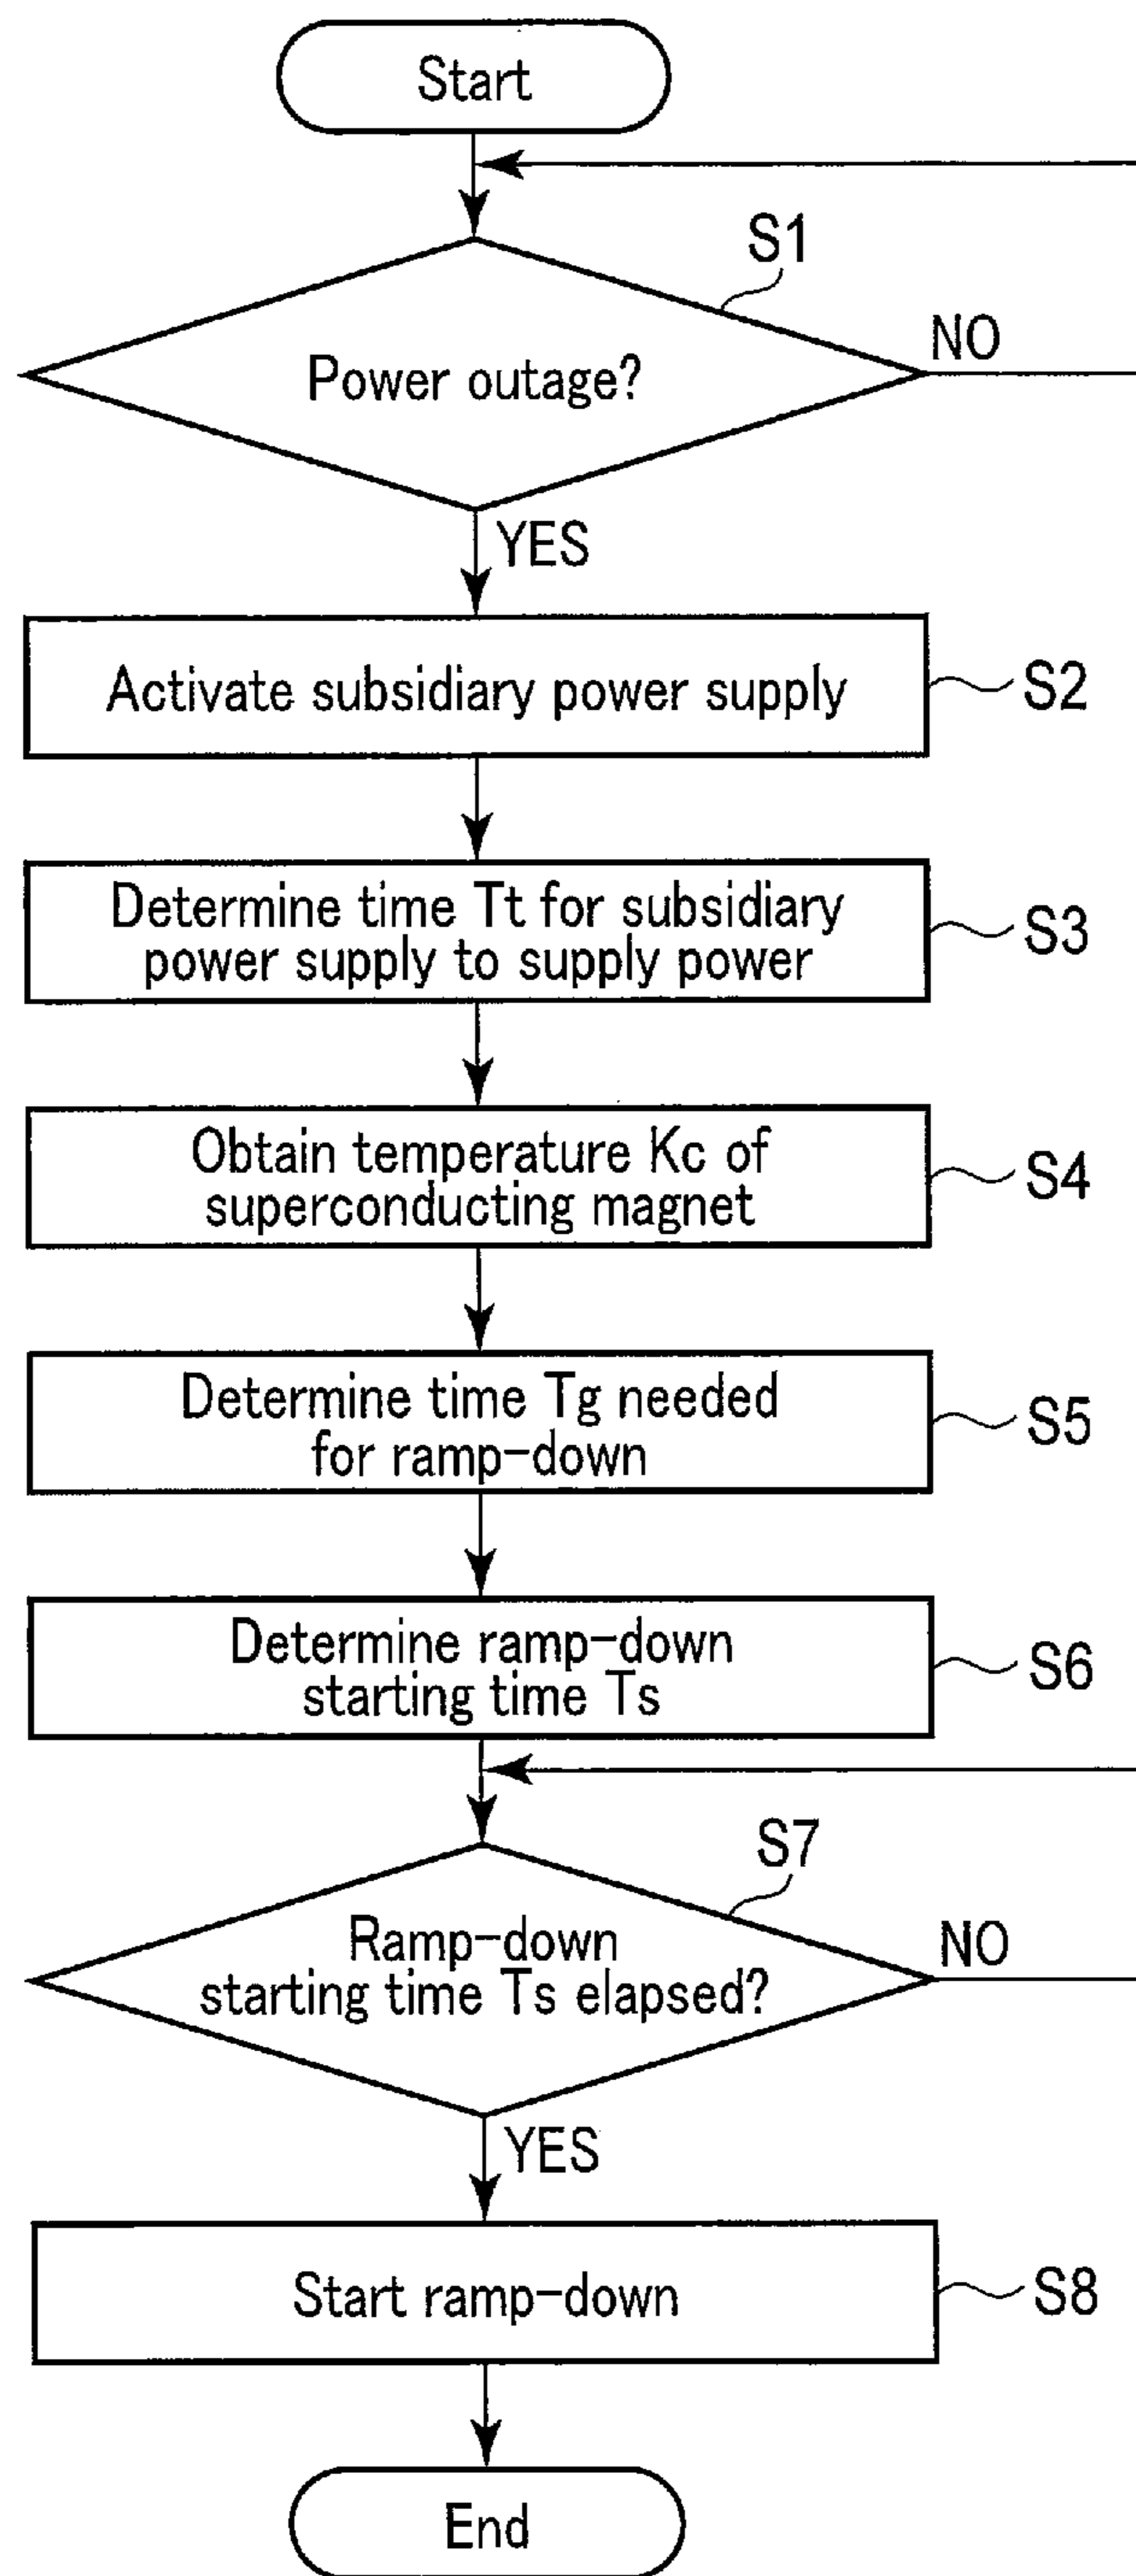 Start
S1
Power outage?
NO
YES
Activate subsidiary power supply
S2
Determine time Tt for subsidiary
power supply to supply power
S3
Obtain temperature Kc of
superconducting magnet
S4
Determine time Tg needed
for ramp-down
S5
Determine ramp-down
starting time Ts
S6
S7
Ramp-down
starting time Ts elapsed?
NO
YES
Start ramp-down
S8
End